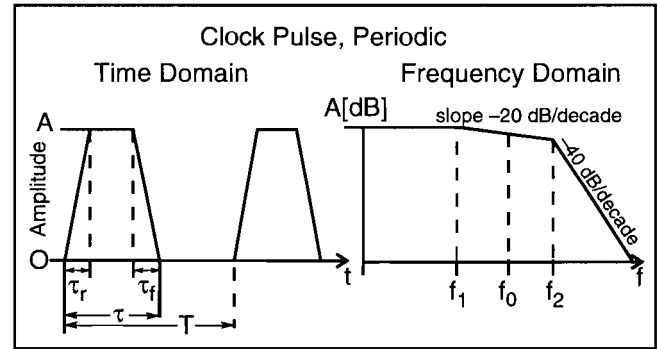 Clock Pulse, Periodic
Time Domain
Frequency Domain
A[dB]
slope –20 dB/decade
–40 dB/decade
A
Amplitude
O
t
f
τr
τf
τ
T
f1
f0
f2